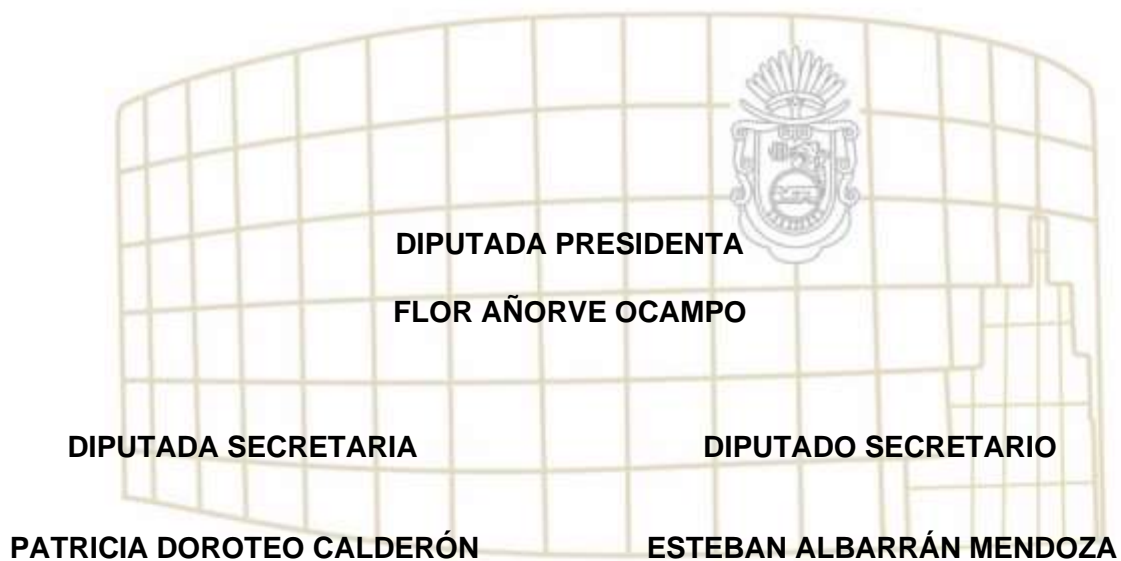 DIPUTADA PRESIDENTA
FLOR AÑORVE OCAMPO
DIPUTADA SECRETARIA
DIPUTADO SECRETARIO
PATRICIA DOROTEO CALDERÓN
ESTEBAN ALBARRÁN MENDOZA